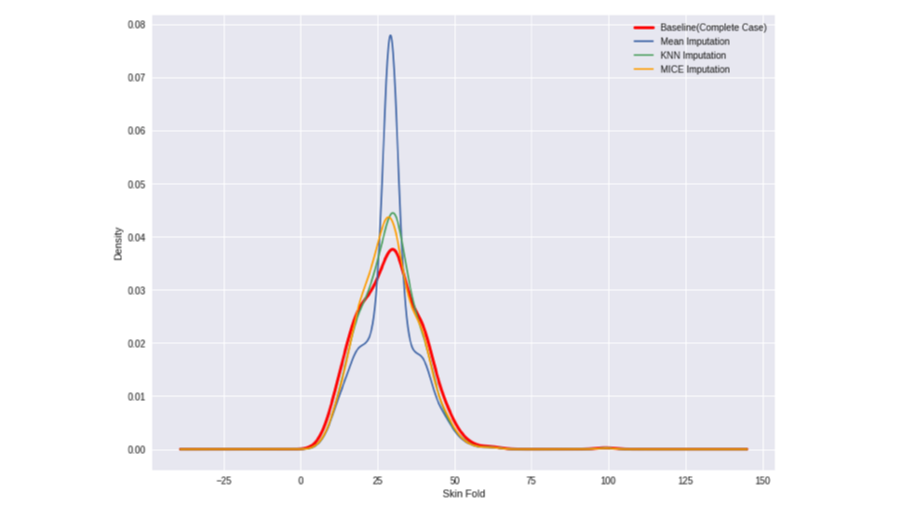 0.08
0.07
0.06
0.05
0.04
0.03
0.02
0.01
0.00
Density
Baseline(Complete Case)
Mean Imputation
KNN Imputation
MICE Imputation
−25 0 25 50 75 100 125 150
Skin Fold